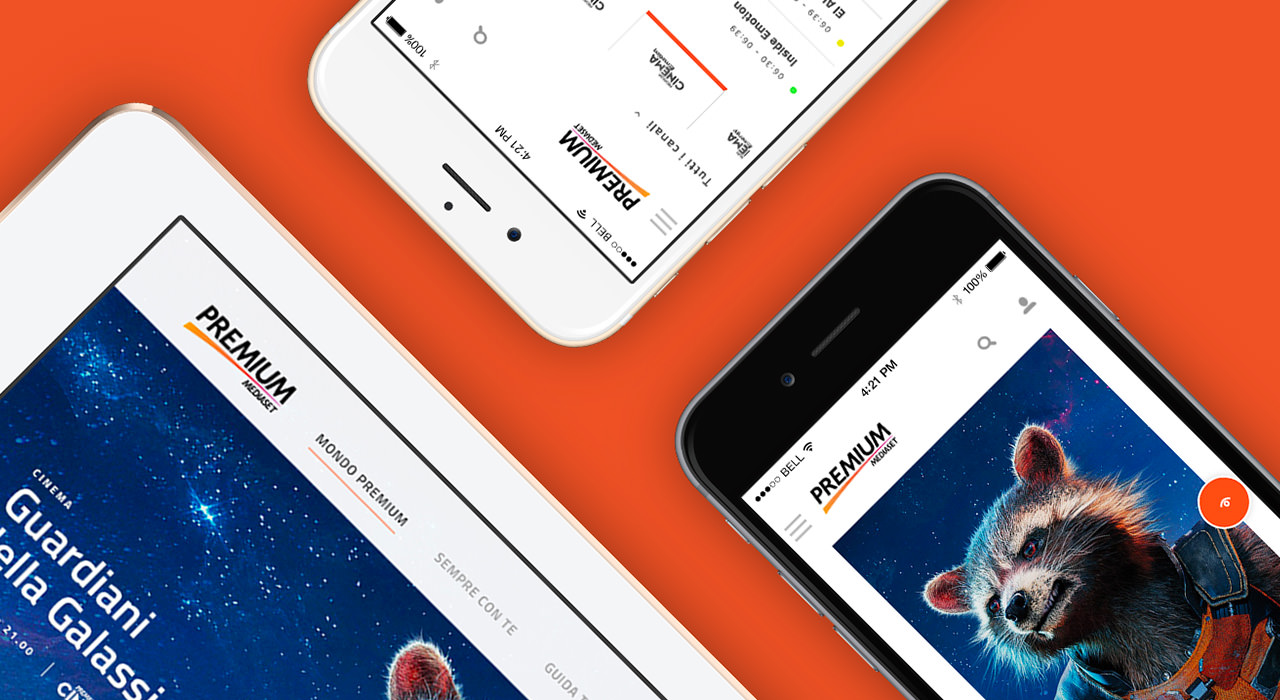 PREMIUM
MEDIASET
MONDO PREMIUM
SEMPRE CON TE
GUIDA
CINEMA
Guardiani
della Galassi
21.00
●●●○○ BELL
4:21 PM
100%
PREMIUM
MEDIASET
Tutti i canali
CINEMA
06:30 - 06:39
Inside Emotion
06:39
●●●○○ BELL
4:21 PM
100%
PREMIUM
MEDIASET